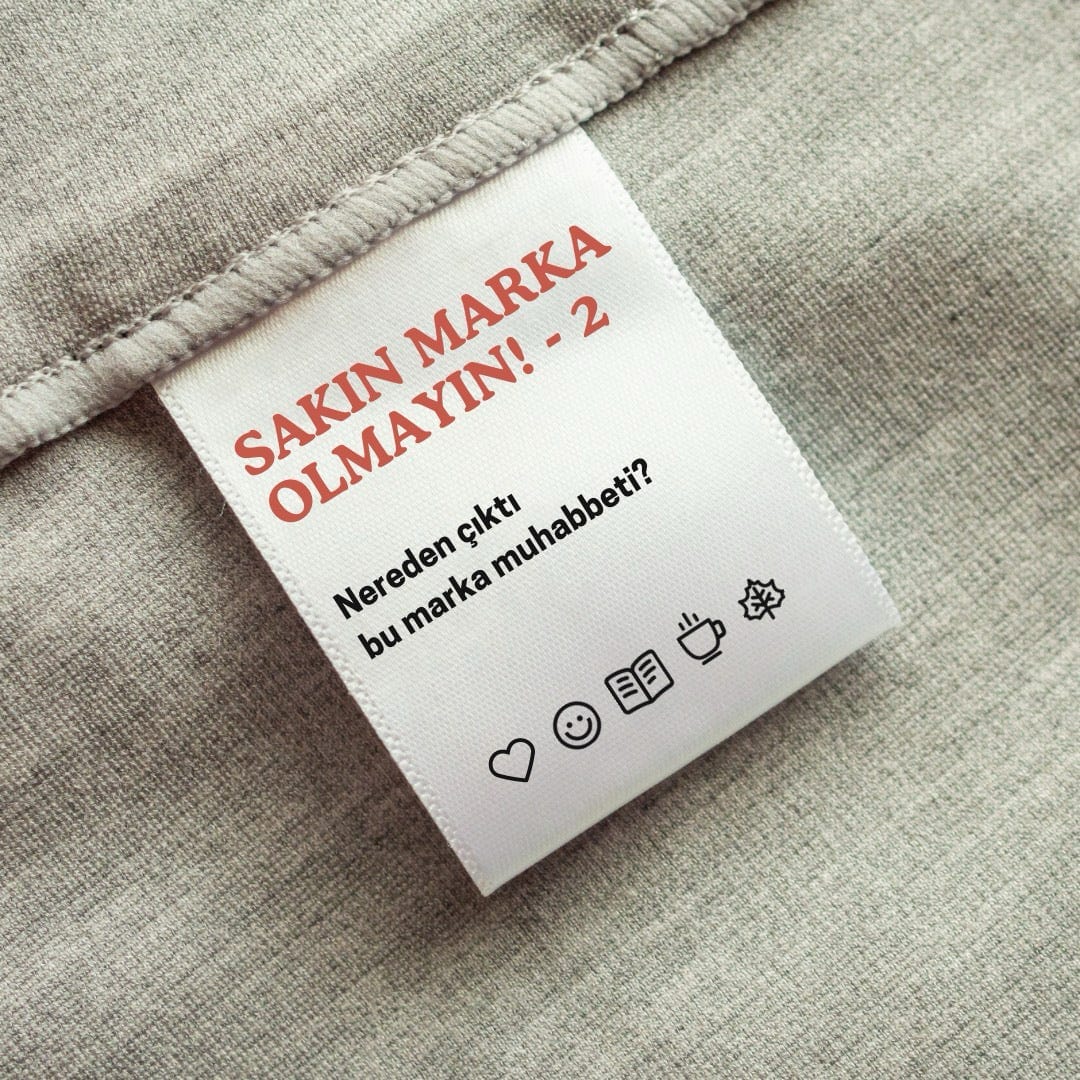 SAKIN MARKA
OLMAYIN! - 2
Nereden çıktı
bu marka muhabbeti?